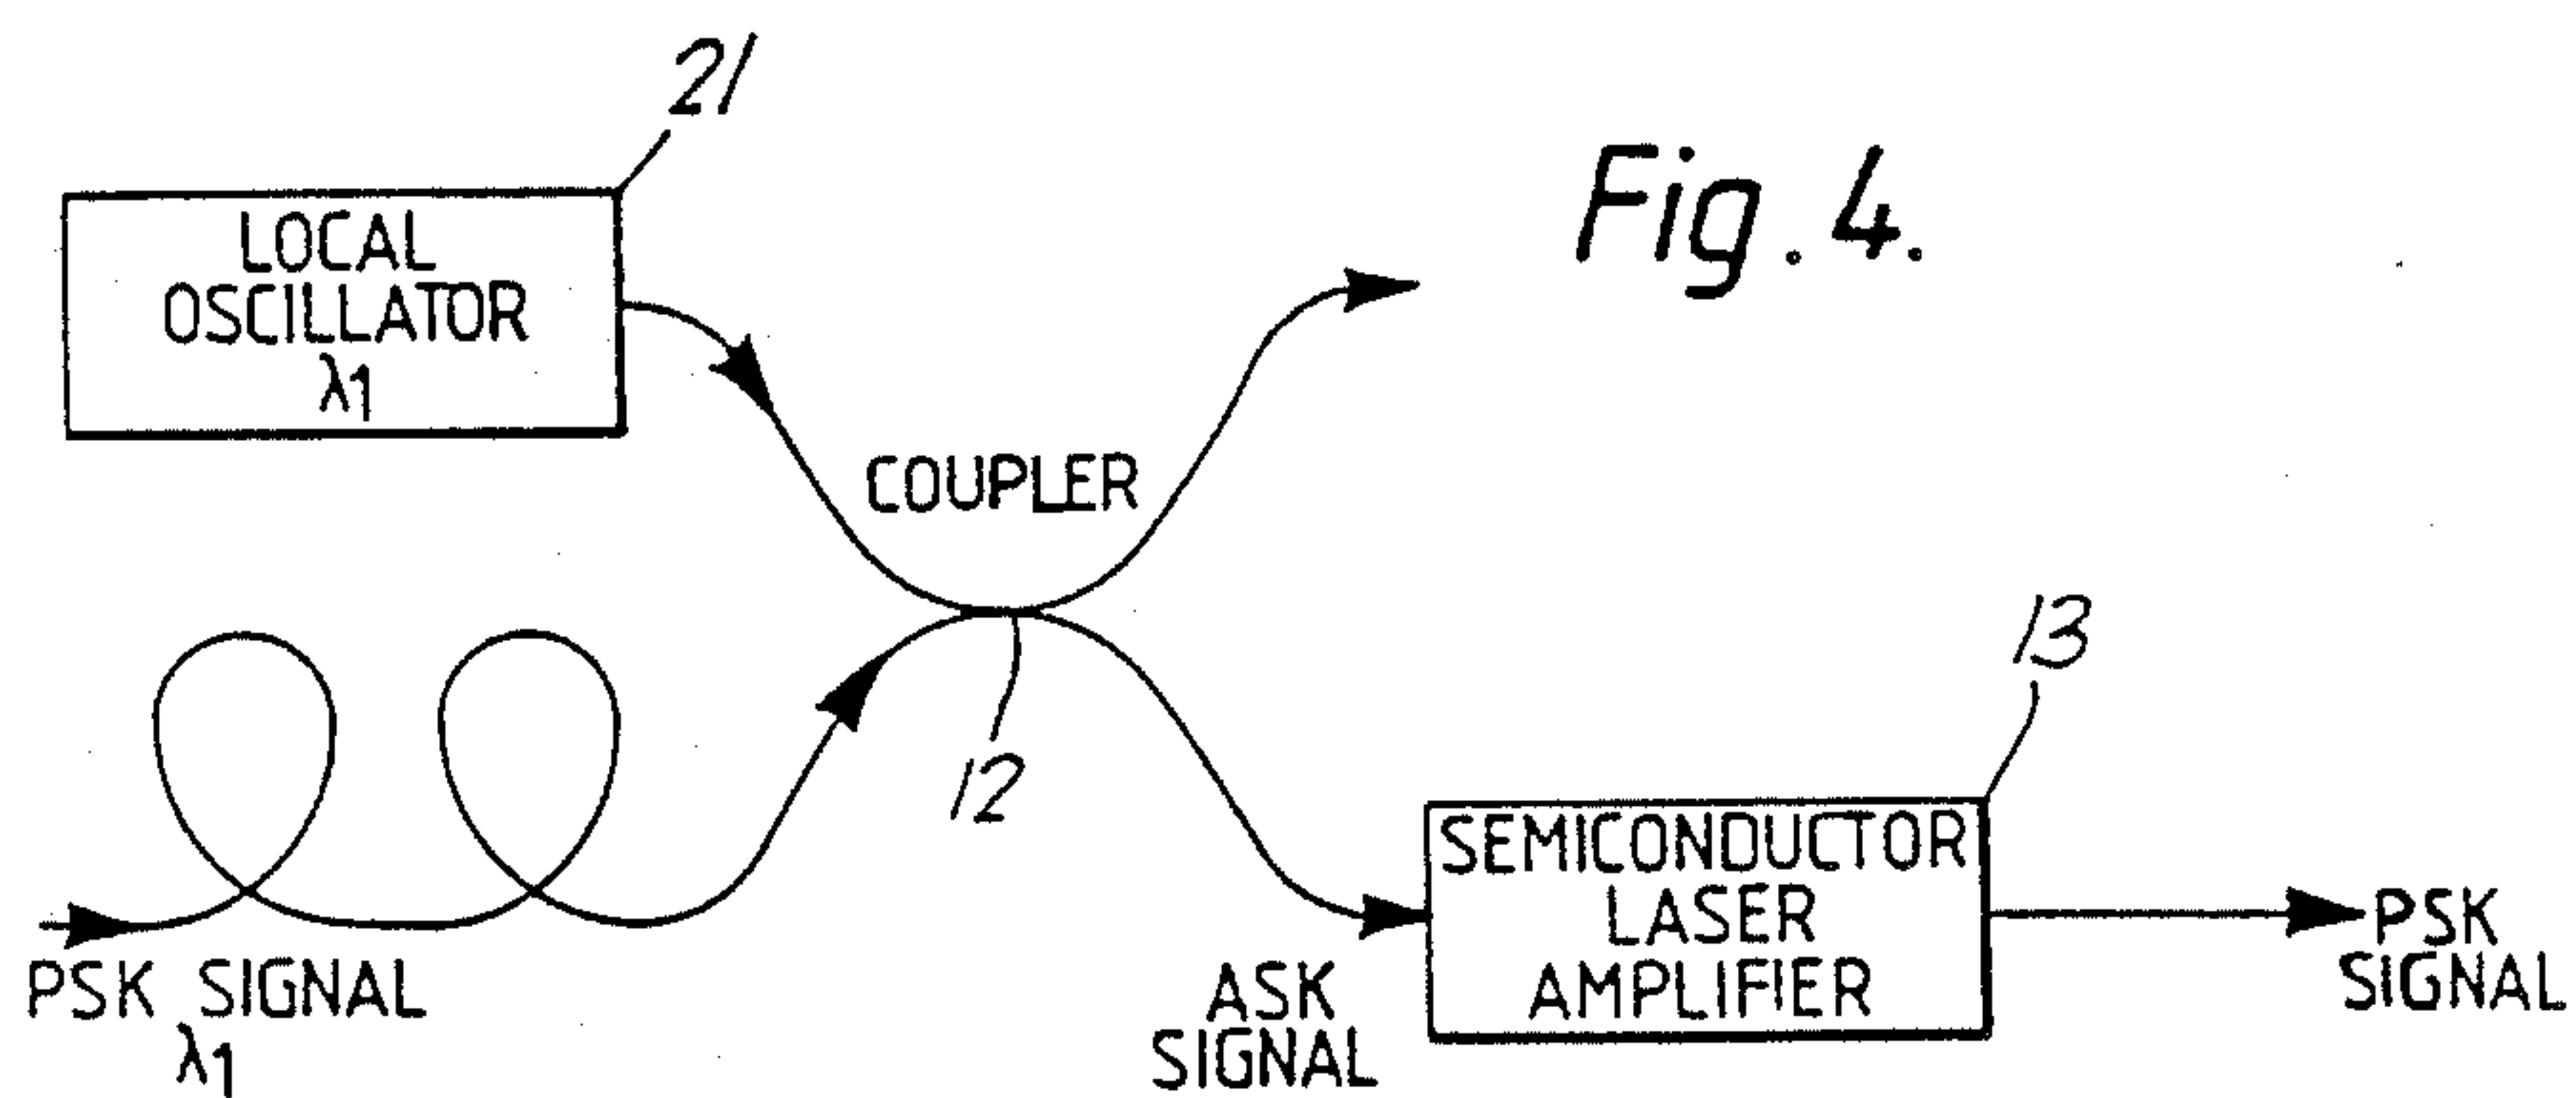 21
Fig. 4.
LOCAL
OSCILLATOR
λ1
COUPLER
12
13
SEMICONDUCTOR
LASER
AMPLIFIER
PSK SIGNAL
λ1
ASK
SIGNAL
PSK
SIGNAL